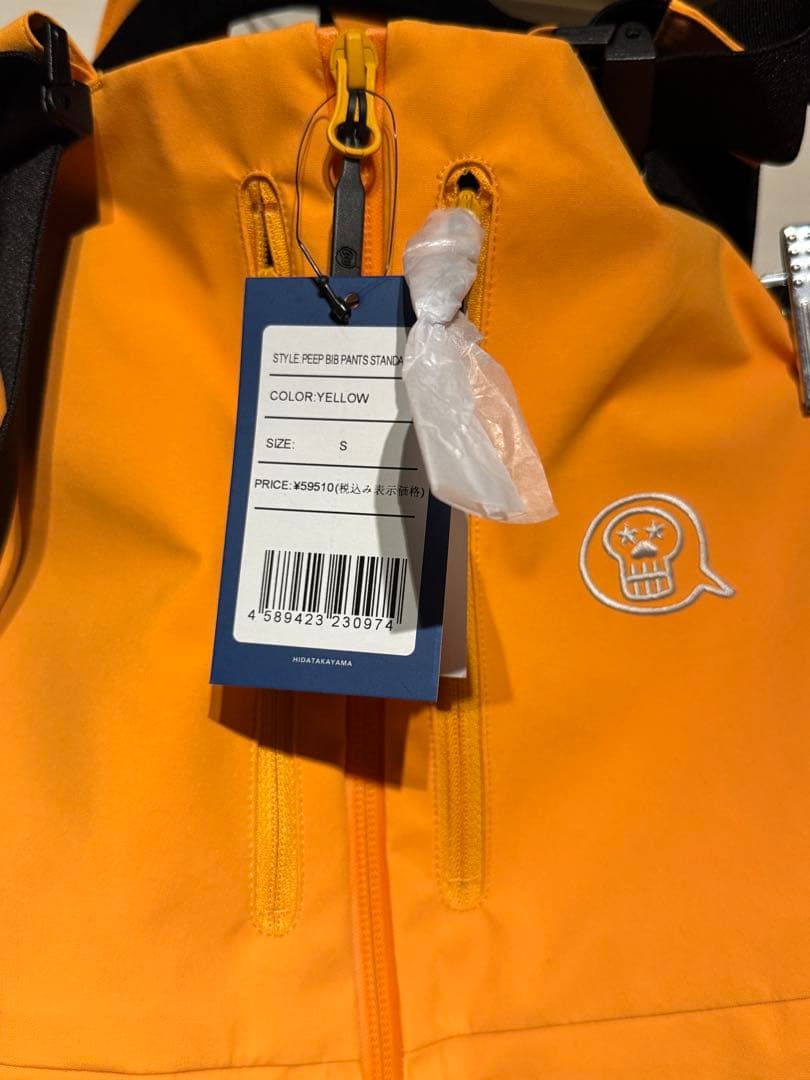 STYLE:PEEP BIB PANTS STANDA
COLOR:YELLOW
SIZE: S
PRICE:¥59510(税込み表示価格)
4 589423 230974
HIDATAKAYAMA